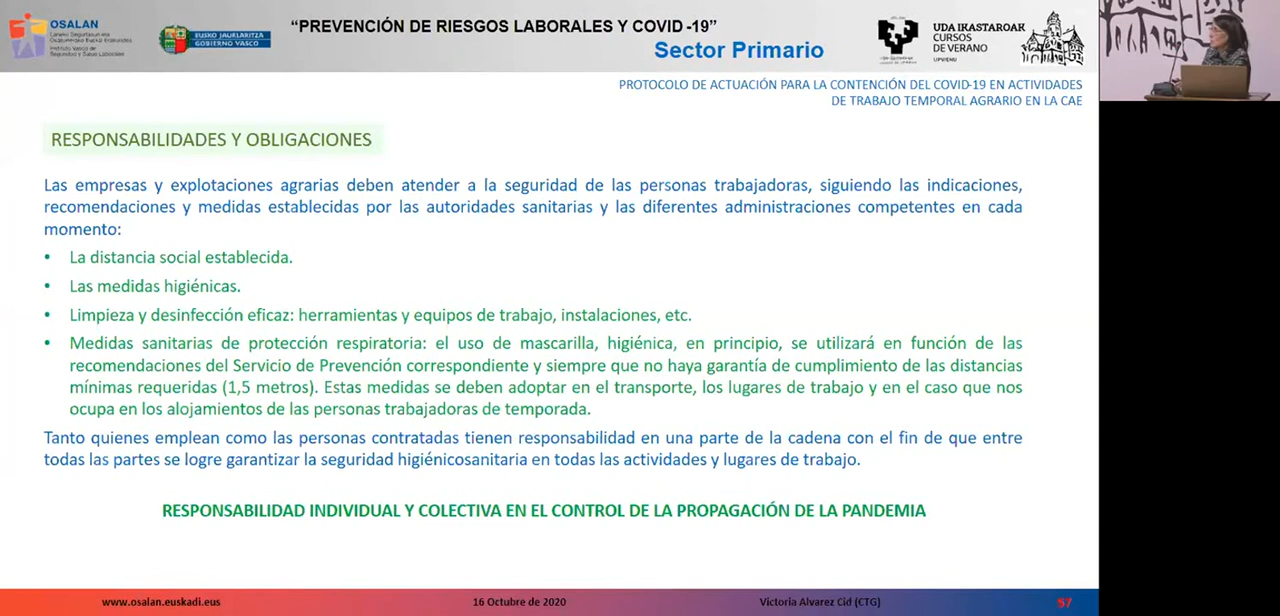 OSALAN
EUSKO JAURLARITZA
GOBIERNO VASCO
“PREVENCIÓN DE RIESGOS LABORALES Y COVID -19”
Sector Primario
UDA IKASTAROAK
CURSOS
DE VERANO
UPV/EHU
PROTOCOLO DE ACTUACIÓN PARA LA CONTENCIÓN DEL COVID-19 EN ACTIVIDADES
DE TRABAJO TEMPORAL AGRARIO EN LA CAE
RESPONSABILIDADES Y OBLIGACIONES
Las empresas y explotaciones agrarias deben atender a la seguridad de las personas trabajadoras, siguiendo las indicaciones,
recomendaciones y medidas establecidas por las autoridades sanitarias y las diferentes administraciones competentes en cada
momento:
• La distancia social establecida.
• Las medidas higiénicas.
• Limpieza y desinfección eficaz: herramientas y equipos de trabajo, instalaciones, etc.
• Medidas sanitarias de protección respiratoria: el uso de mascarilla, higiénica, en principio, se utilizará en función de las
recomendaciones del Servicio de Prevención correspondiente y siempre que no haya garantía de cumplimiento de las distancias
mínimas requeridas (1,5 metros). Estas medidas se deben adoptar en el transporte, los lugares de trabajo y en el caso que nos
ocupa en los alojamientos de las personas trabajadoras de temporada.
Tanto quienes emplean como las personas contratadas tienen responsabilidad en una parte de la cadena con el fin de que entre
todas las partes se logre garantizar la seguridad higiénicosanitaria en todas las actividades y lugares de trabajo.
RESPONSABILIDAD INDIVIDUAL Y COLECTIVA EN EL CONTROL DE LA PROPAGACIÓN DE LA PANDEMIA
www.osalan.euskadi.eus
16 Octubre de 2020
Victoria Alvarez Cid (CTG)
57